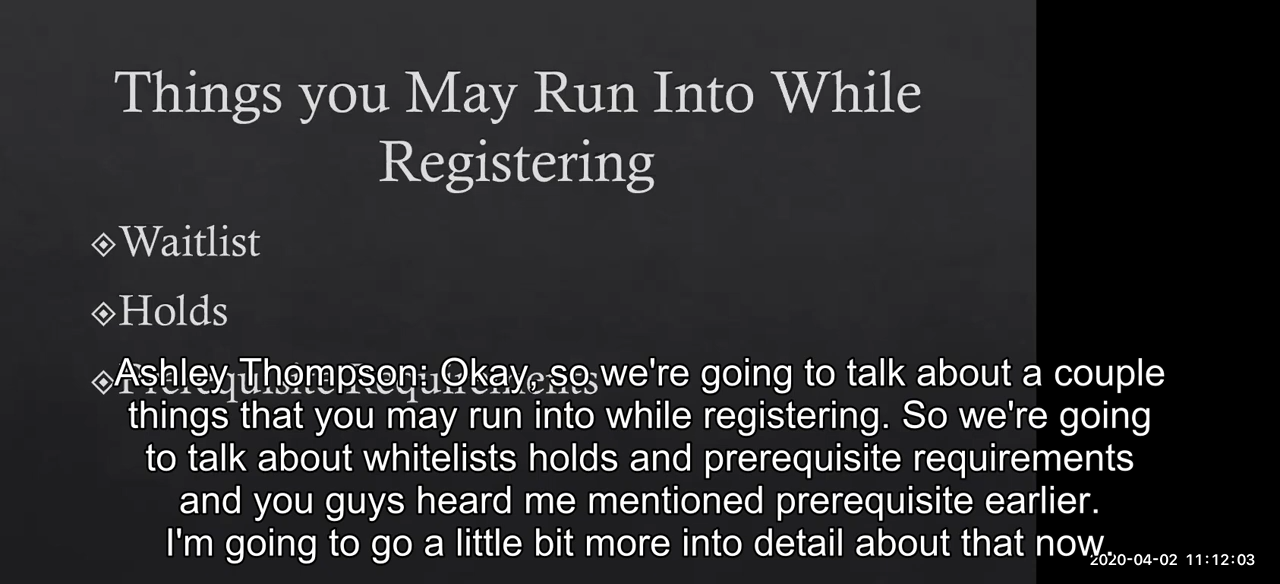 Things you May Run Into While
Registering
Waitlist
Holds
Prerequisite Requirements
Ashley Thompson: Okay, so we're going to talk about a couple
things that you may run into while registering. So we're going
to talk about whitelists holds and prerequisite requirements
and you guys heard me mentioned prerequisite earlier.
I'm going to go a little bit more into detail about that now.
2020-04-02 11:12:03